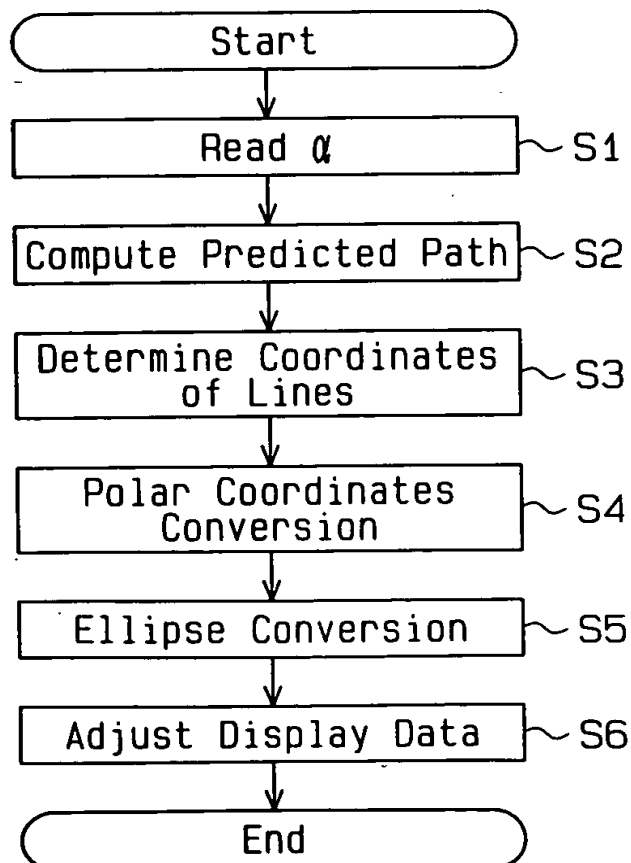 Start
Read α
S1
Compute Predicted Path
S2
Determine Coordinates
of Lines
S3
Polar Coordinates
Conversion
S4
Ellipse Conversion
S5
Adjust Display Data
S6
End